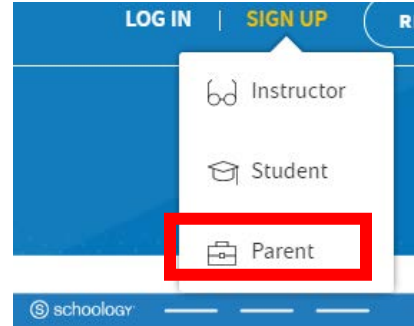 LOG IN | SIGN UP R
Instructor
Student
Parent
schoology